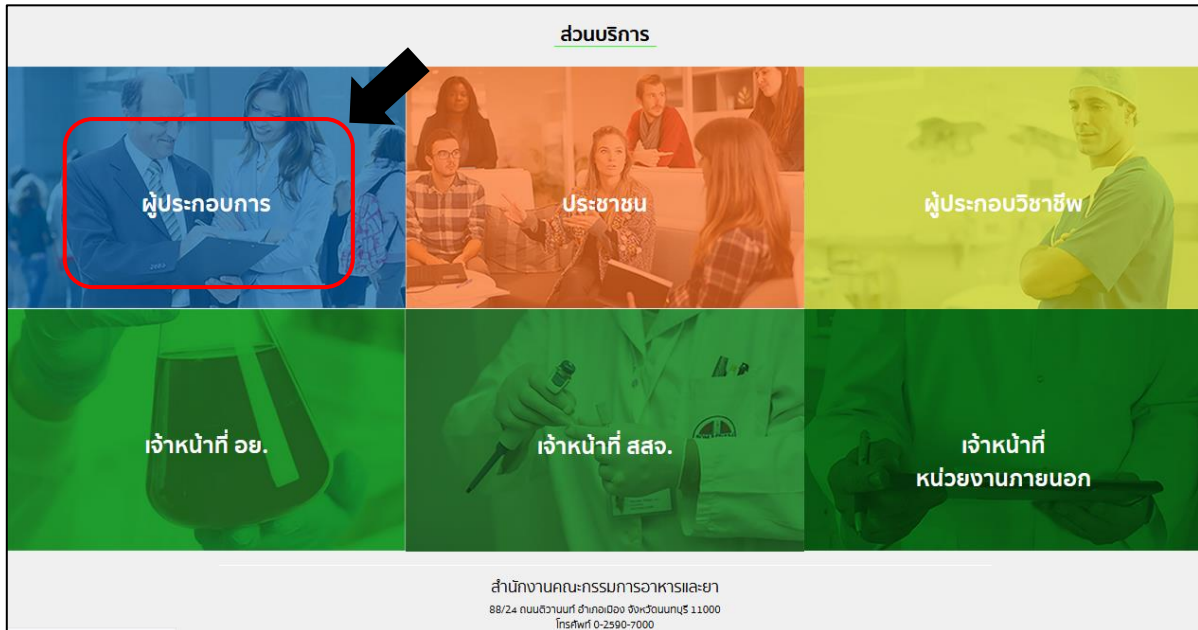 ส่วนบริการ
ผู้ประกอบการ
ประชาชน
ผู้ประกอบวิชาชีพ
เจ้าหน้าที่ อย.
เจ้าหน้าที่ สสจ.
เจ้าหน้าที่
หน่วยงานภายนอก
สำนักงานคณะกรรมการอาหารและยา
88/24 ถนนติวานนท์ อำเภอเมือง จังหวัดนนทบุรี 11000
โทรศัพท์ 0-2590-7000